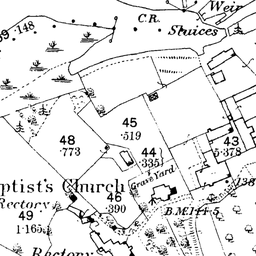 C.R.
Weir
Sluices
·148
45
·519
48
·773
44
·335
43
5·378
Grave Yard
ptist's Church
Rectory
49
1·165
46
·390
B.M.144·5
Rectory